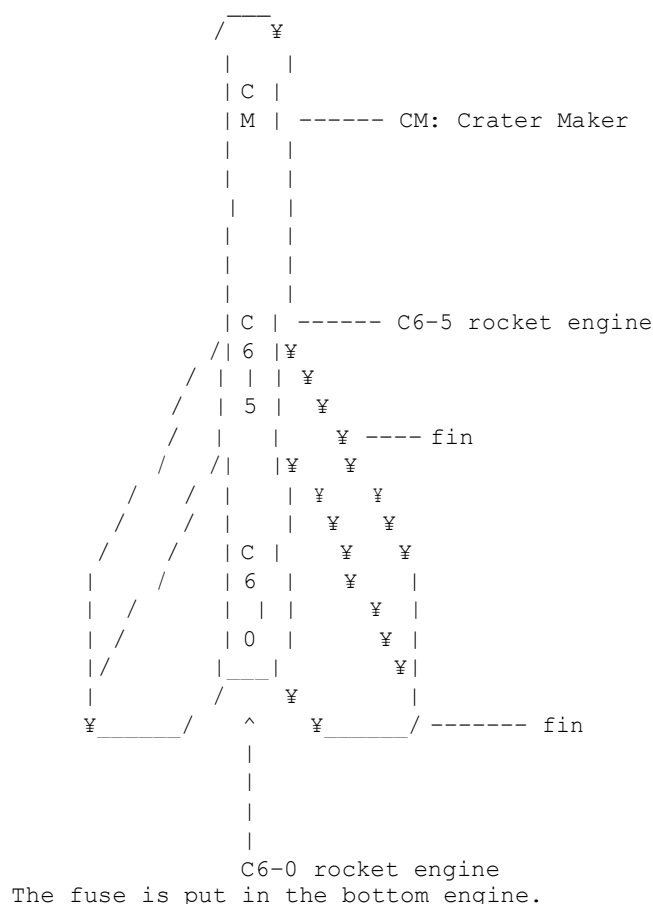 C
M ------ CM: Crater Maker
C ------ C6-5 rocket engine
6
|
5
---- fin
C
6
|
0
------- fin
C6-0 rocket engine
The fuse is put in the bottom engine.